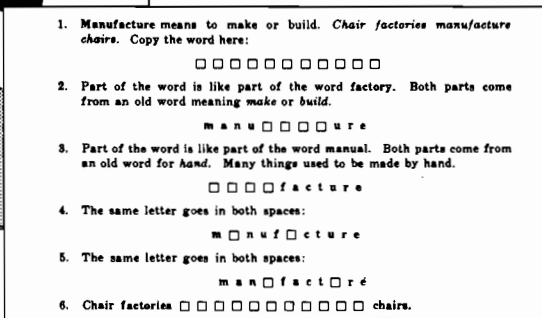 1. Manufacture means to make or build. Chair factories manufacture
chairs. Copy the word here:
□ □ □ □ □ □ □ □ □ □ □
2. Part of the word is like part of the word factory. Both parts come
from an old word meaning make or build.
m a n u □ □ □ □ u r e
3. Part of the word is like part of the word manual. Both parts come from
an old word for hand. Many things used to be made by hand.
□ □ □ □ f a c t u r e
4. The same letter goes in both spaces:
m □ n u f □ c t u r e
5. The same letter goes in both spaces:
m a n □ f a c t □ r e
6. Chair factories □ □ □ □ □ □ □ □ □ □ □ chairs.